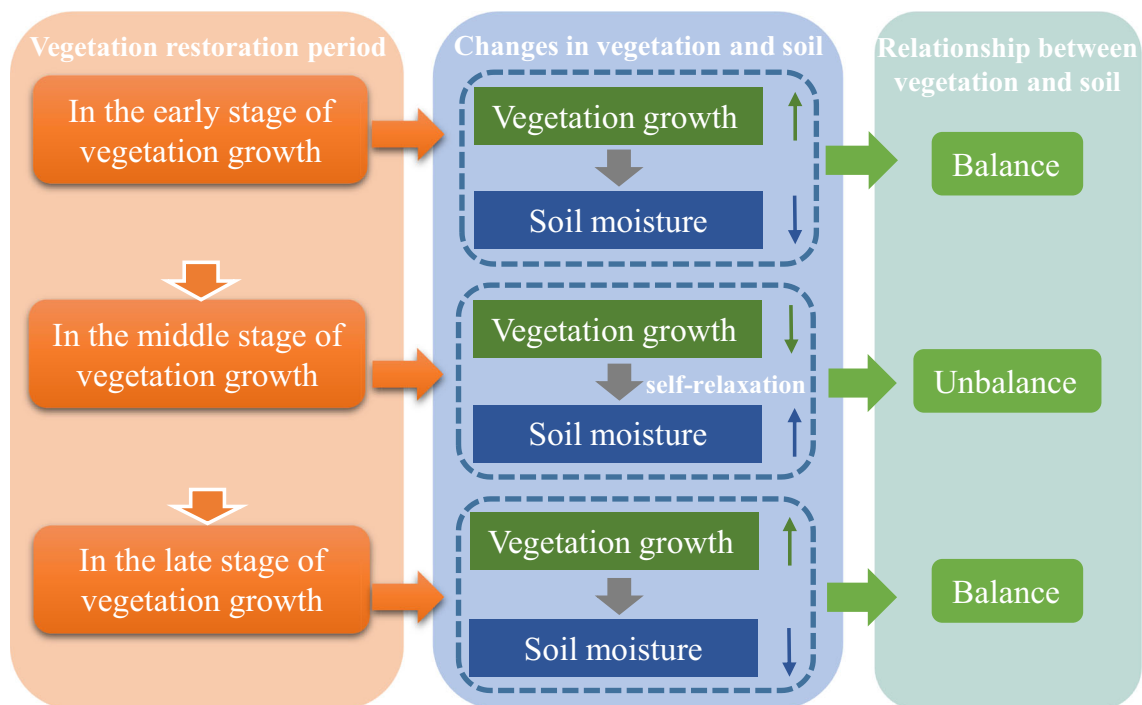 Vegetation restoration period
In the early stage of
vegetation growth
In the middle stage of
vegetation growth
In the late stage of
vegetation growth
Changes in vegetation and soil
Vegetation growth
Soil moisture
Vegetation growth
self-relaxation
Soil moisture
Vegetation growth
Soil moisture
Relationship between
vegetation and soil
Balance
Unbalance
Balance